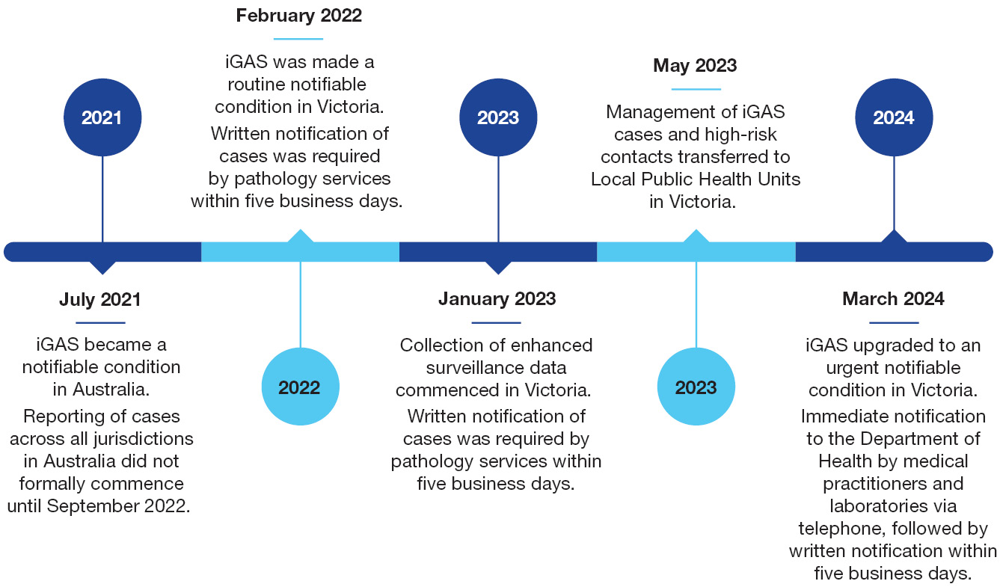 2021
July 2021
iGAS became a
notifiable condition
in Australia.
Reporting of cases
across all jurisdictions
in Australia did not
formally commence
until September 2022.
February 2022
iGAS was made a
routine notifiable
condition in Victoria.
Written notification of
cases was required
by pathology services
within five business days.
2022
2023
January 2023
Collection of enhanced
surveillance data
commenced in Victoria.
Written notification of
cases was required by
pathology services within
five business days.
May 2023
Management of iGAS
cases and high-risk
contacts transferred to
Local Public Health Units
in Victoria.
2023
2024
March 2024
iGAS upgraded to an
urgent notifiable
condition in Victoria.
Immediate notification
to the Department of
Health by medical
practitioners and
laboratories via
telephone, followed by
written notification within
five business days.